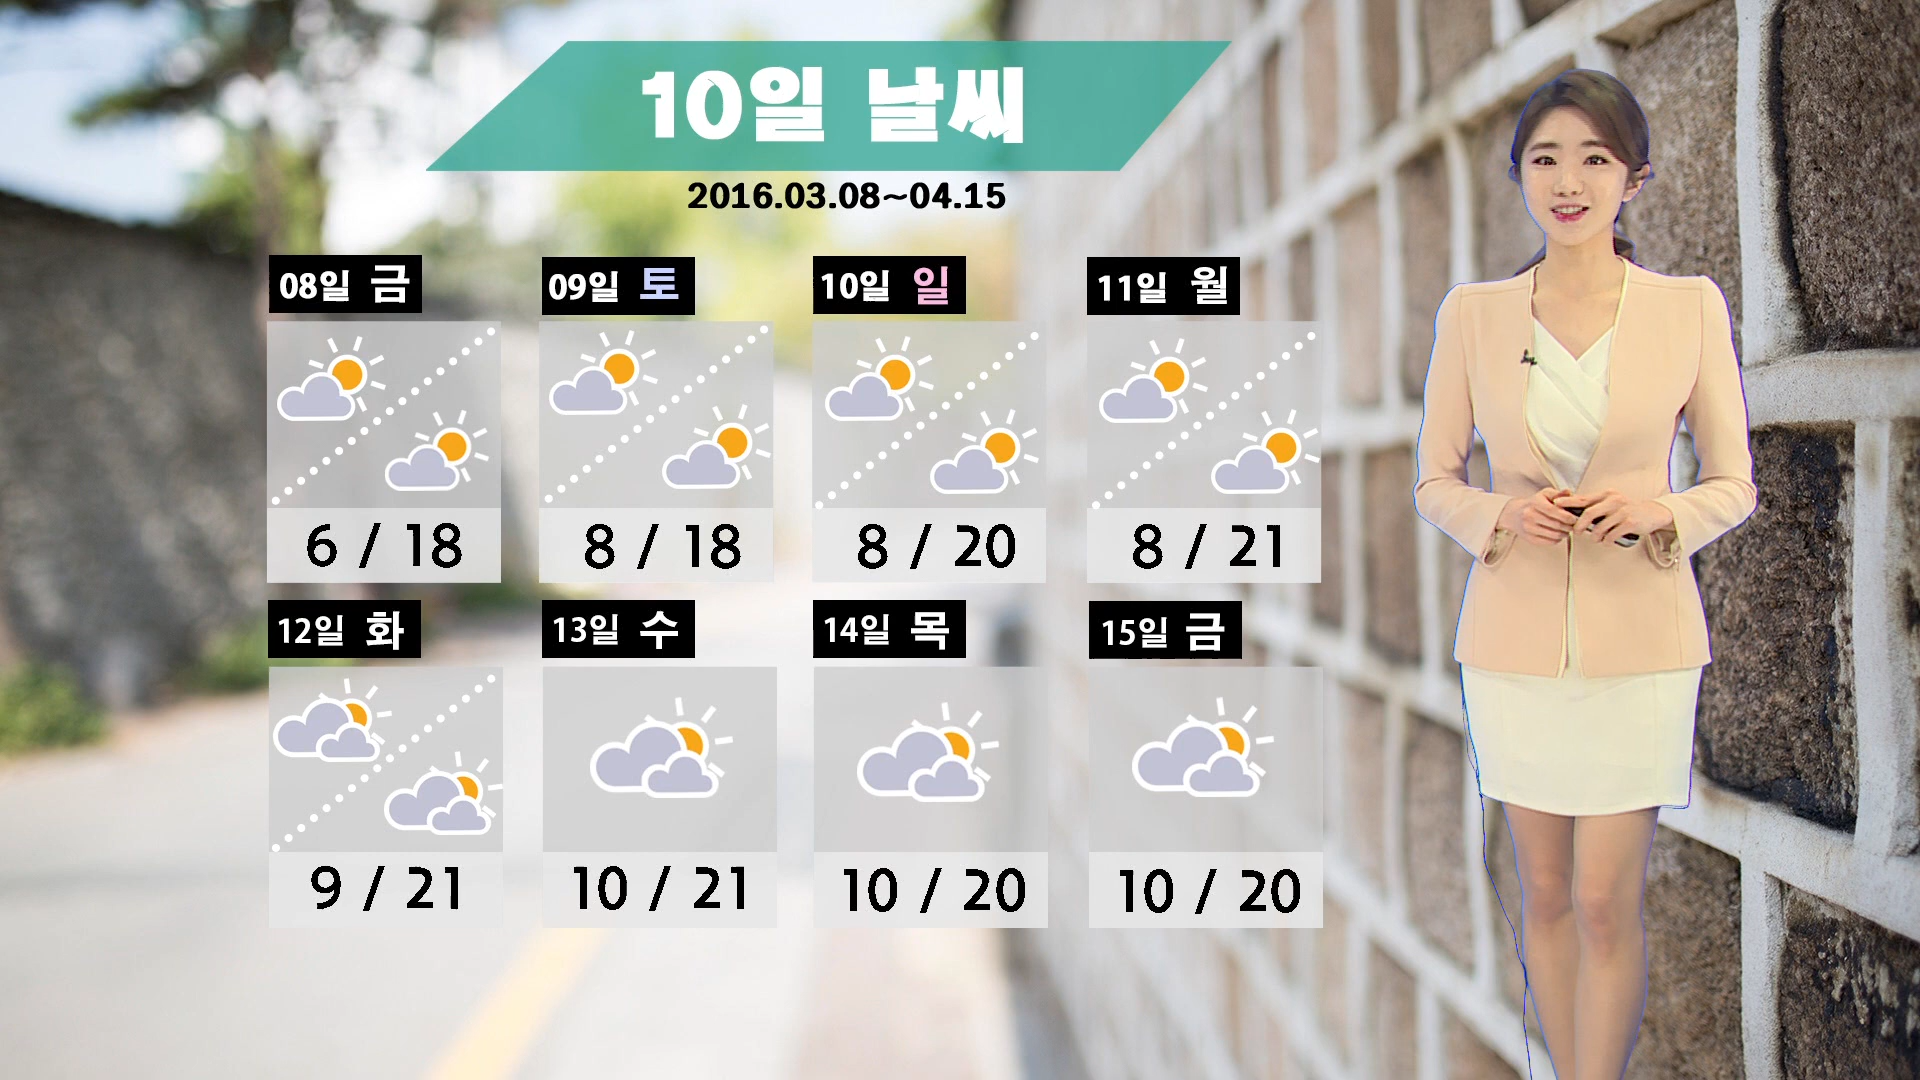 10일 날씨
2016.03.08~04.15
08일 금
09일 토
10일 일
11일 월
6 / 18
8 / 18
8 / 20
8 / 21
12일 화
13일 수
14일 목
15일 금
9 / 21
10 / 21
10 / 20
10 / 20